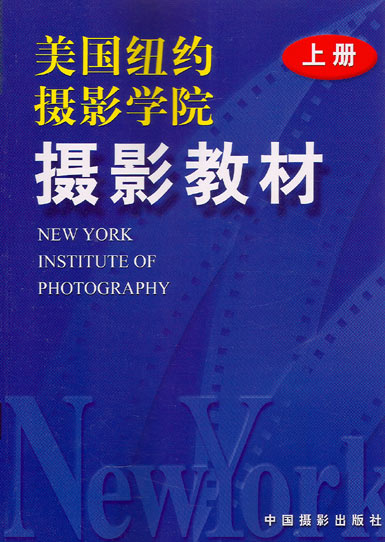 美国纽约
上册
摄影学院
摄影教材
NEW YORK
INSTITUTE OF
PHOTOGRAPHY
New York
中国摄影出版社